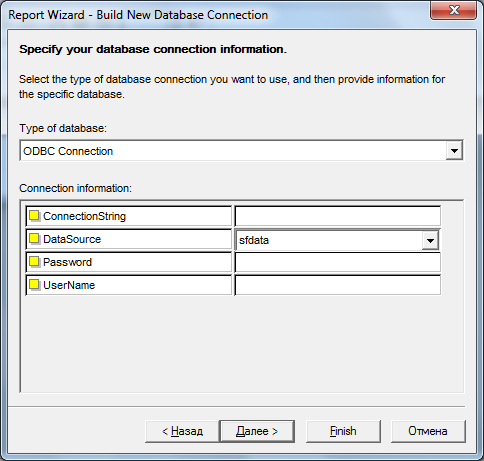 Report Wizard - Build New Database Connection
Specify your database connection information.
Select the type of database connection you want to use, and then provide information for
the specific database.
Type of database:
ODBC Connection
Connection information:
ConnectionString
DataSource sfdata
Password
UserName
< Назад Далее > Finish Отмена